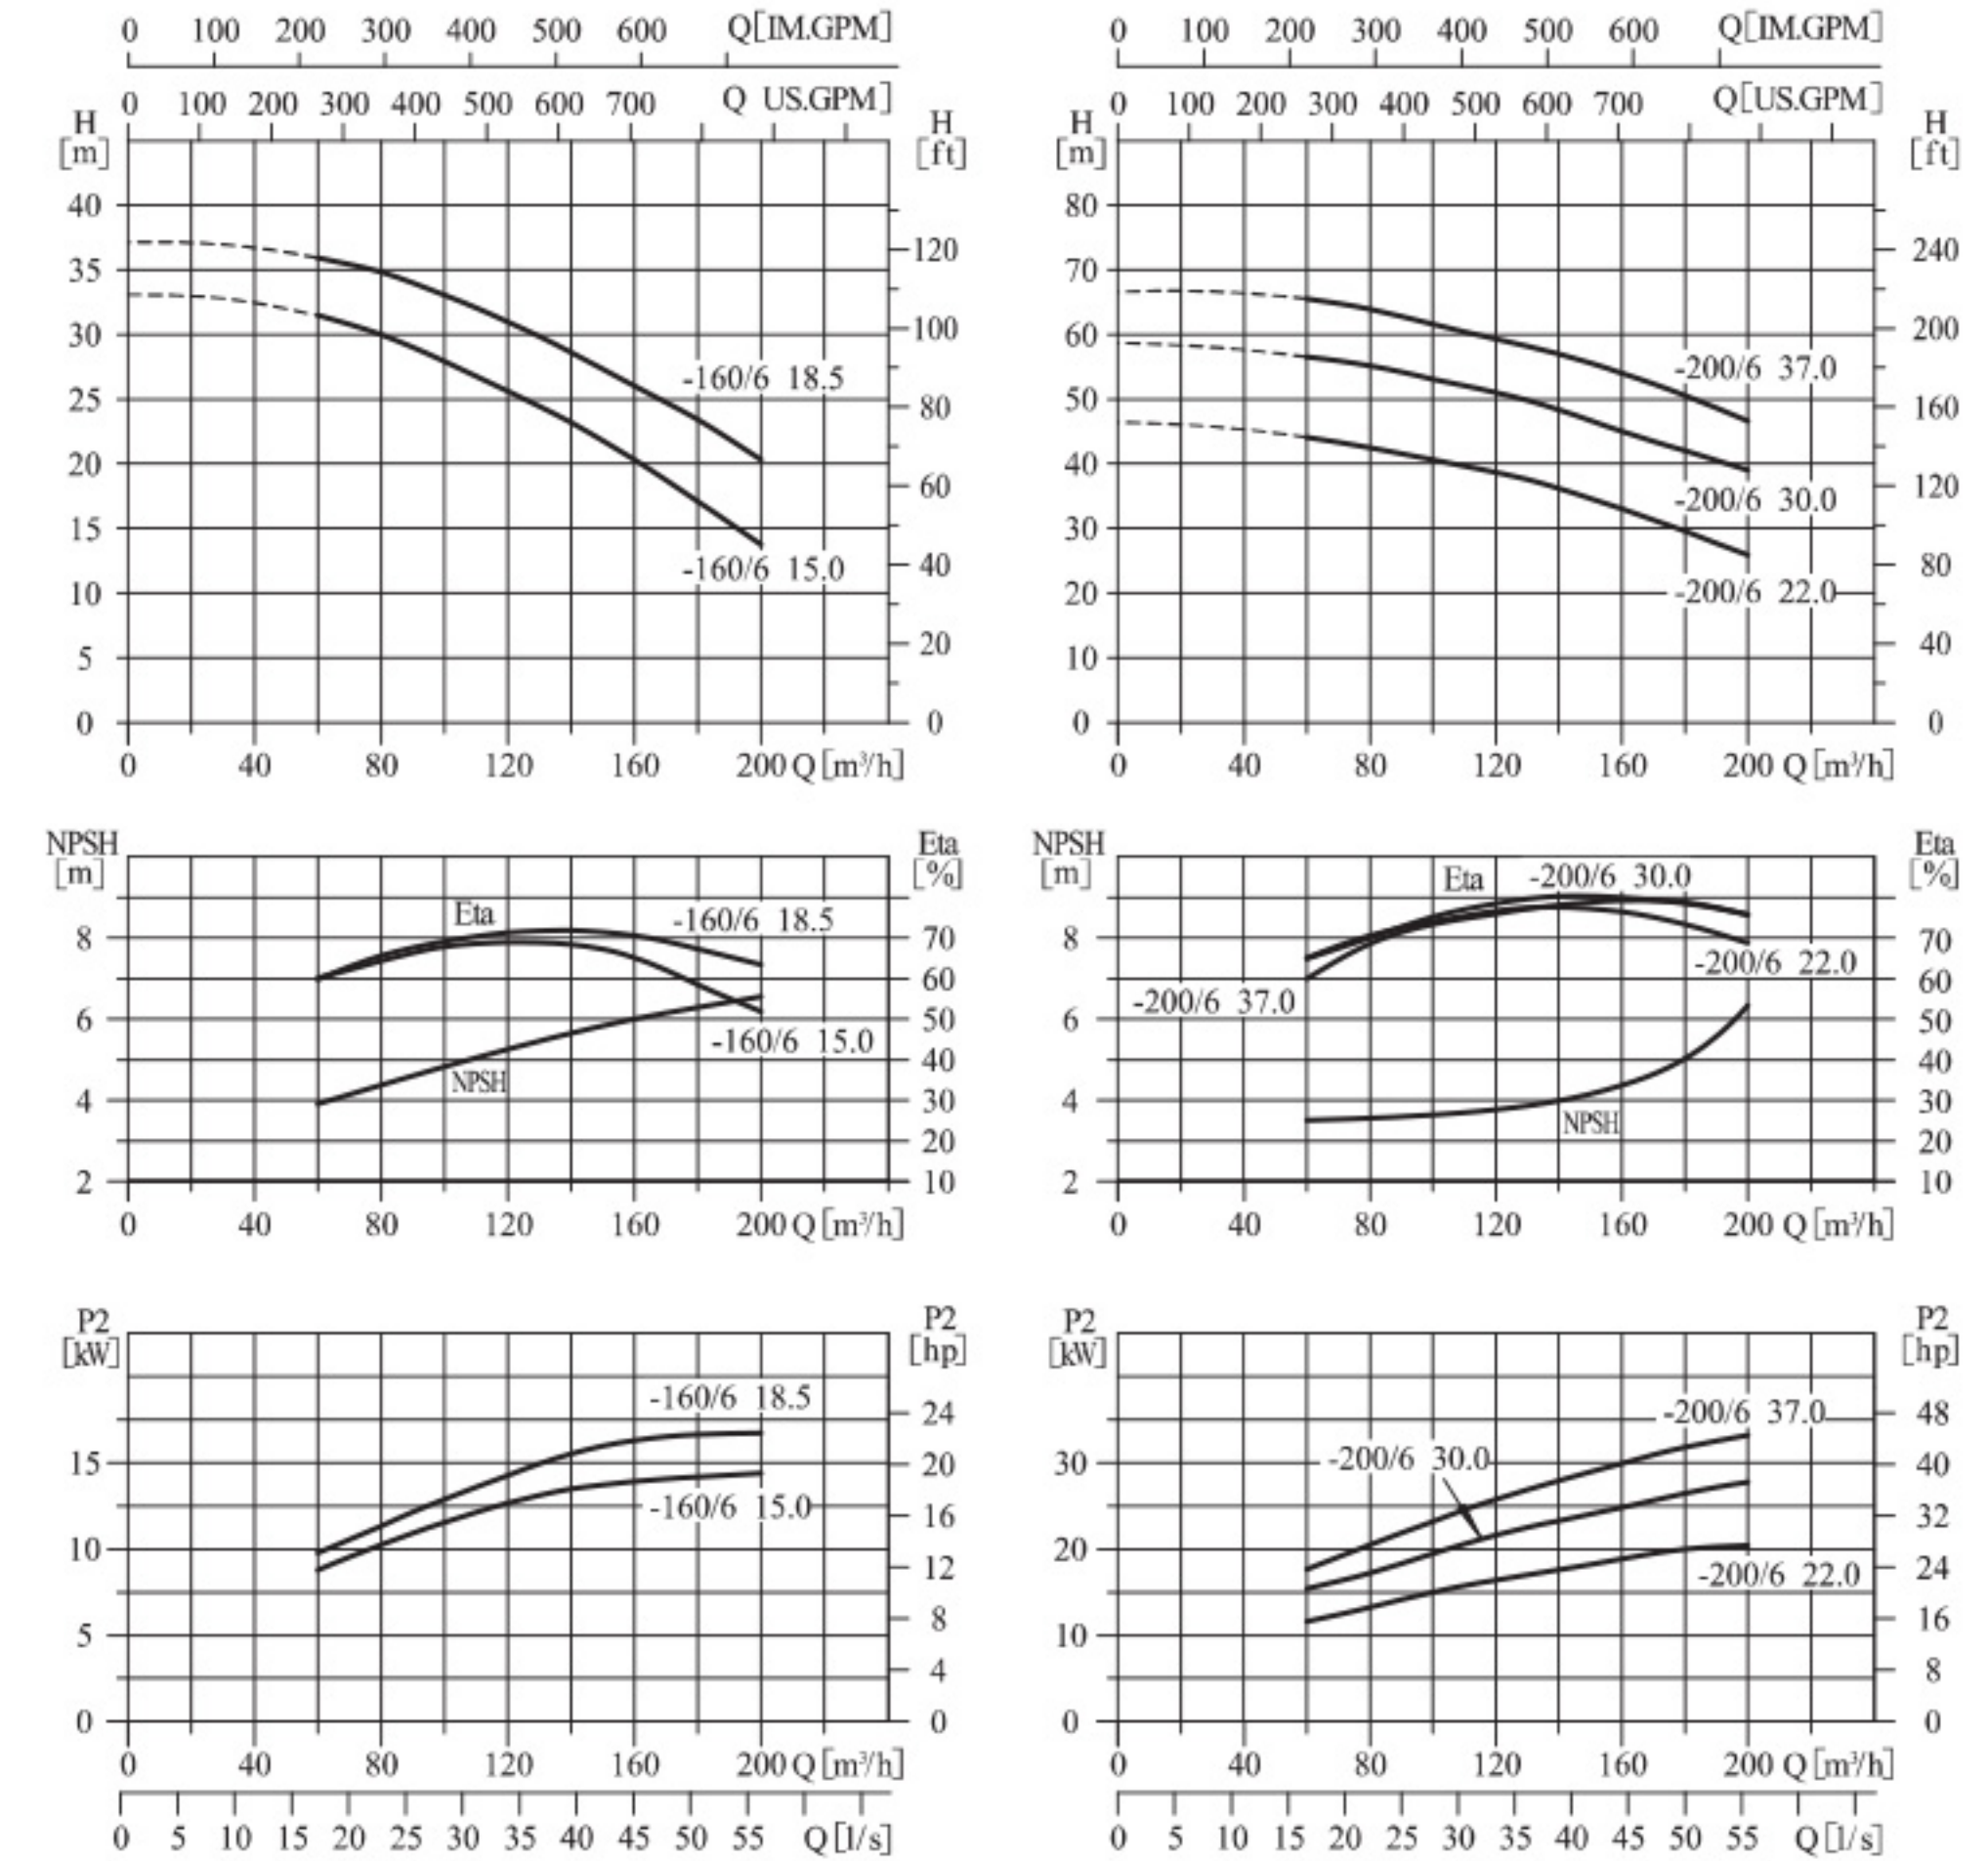 0 100 200 300 400 500 600 Q[IM.GPM]
0 100 200 300 400 500 600 700 Q US.GPM]
H
[m]
H
[ft]
40
35
30
25
20
15
10
5
0
120
100
80
60
40
20
0
-160/6 18.5
-160/6 15.0
0 40 80 120 160 200 Q[m³/h]
NPSH
[m]
Eta
[%]
8
6
4
2
70
60
50
40
30
20
10
Eta
-160/6 18.5
-160/6 15.0
NPSH
0 40 80 120 160 200 Q[m³/h]
P2
[kW]
P2
[hp]
15
10
5
0
24
20
16
12
8
4
0
-160/6 18.5
-160/6 15.0
0 40 80 120 160 200 Q[m³/h]
0 5 10 15 20 25 30 35 40 45 50 55 Q[l/s]
0 100 200 300 400 500 600 Q[IM.GPM]
0 100 200 300 400 500 600 700 Q[US.GPM]
H
[m]
H
[ft]
80
70
60
50
40
30
20
10
0
240
200
160
120
80
40
0
-200/6 37.0
-200/6 30.0
-200/6 22.0
0 40 80 120 160 200 Q[m³/h]
NPSH
[m]
Eta
[%]
8
6
4
2
70
60
50
40
30
20
10
Eta
-200/6 30.0
-200/6 22.0
-200/6 37.0
NPSH
0 40 80 120 160 200 Q[m³/h]
P2
[kW]
P2
[hp]
30
20
10
0
48
40
32
24
16
8
0
-200/6 37.0
-200/6 30.0
-200/6 22.0
0 40 80 120 160 200 Q[m³/h]
0 5 10 15 20 25 30 35 40 45 50 55 Q[l/s]